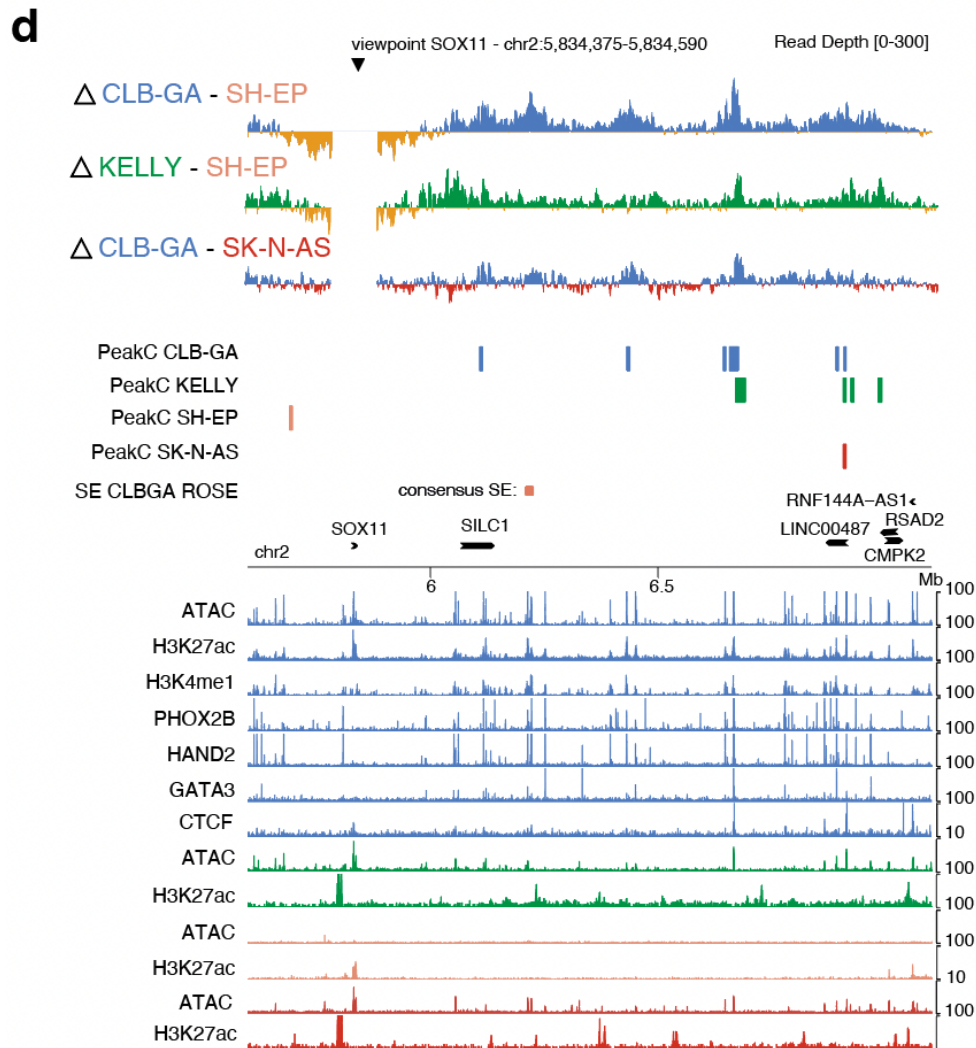 d
viewpoint SOX11 - chr2:5,834,375-5,834,590
Read Depth [0-300]
△ CLB-GA - SH-EP
△ KELLY - SH-EP
△ CLB-GA - SK-N-AS
PeakC CLB-GA
PeakC KELLY
PeakC SH-EP
PeakC SK-N-AS
SE CLBGA ROSE
consensus SE:
RNF144A-AS1
SOX11
SILC1
LINC00487
RSAD2
chr2
CMPK2
6
6.5
Mb
100
ATAC
100
H3K27ac
100
H3K4me1
100
PHOX2B
100
HAND2
100
GATA3
100
CTCF
10
ATAC
100
H3K27ac
100
ATAC
100
H3K27ac
10
ATAC
100
H3K27ac
100